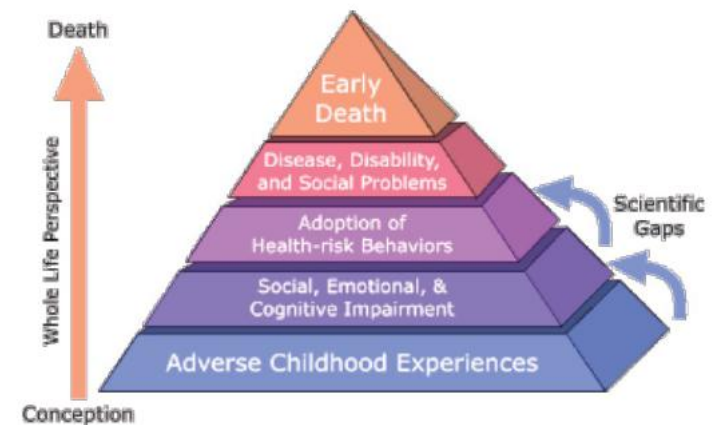 Death
Whole Life Perspective
Conception
Early
Death
Disease, Disability,
and Social Problems
Adoption of
Health-risk Behaviors
Social, Emotional, &
Cognitive Impairment
Adverse Childhood Experiences
Scientific
Gaps